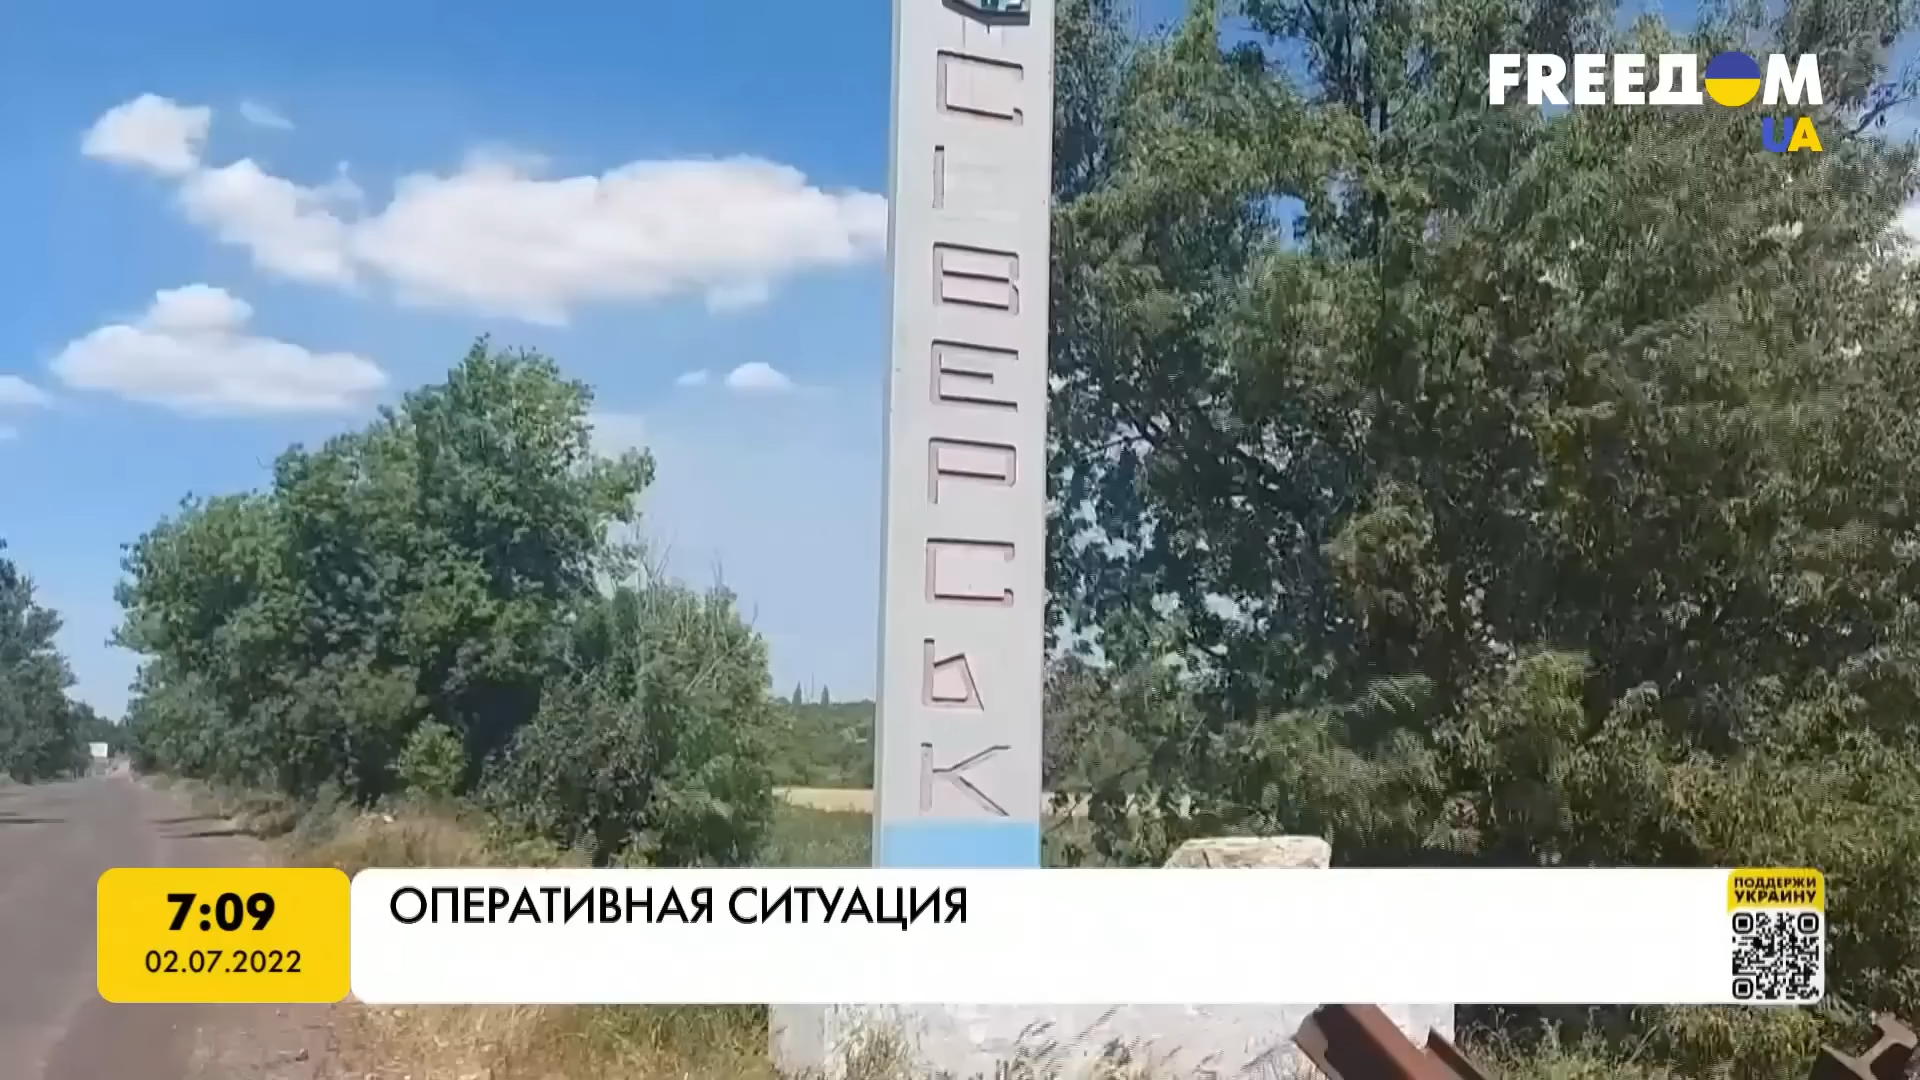 FREEДOM
UA
СІВЕРСЬК
7:09
02.07.2022
ОПЕРАТИВНАЯ СИТУАЦИЯ
ПОДДЕРЖИ
УКРАИНУ